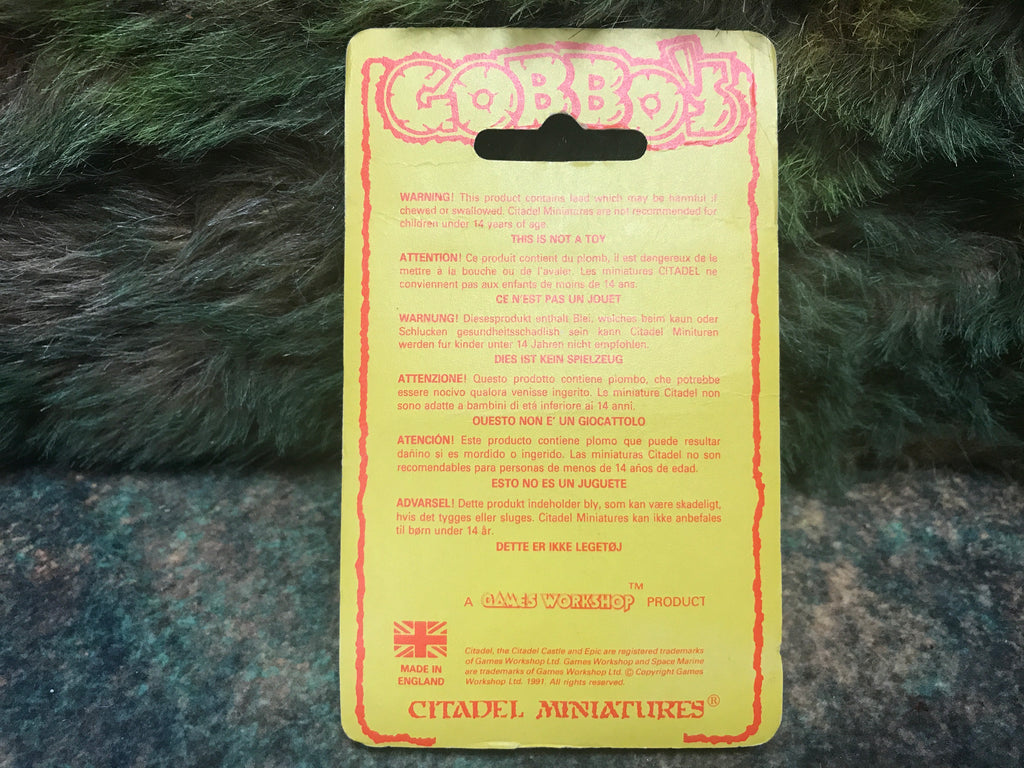 GOBBO'S
WARNING! This product contains lead which may be harmful if
chewed or swallowed. Citadel Miniatures are not recommended for
children under 14 years of age.
THIS IS NOT A TOY
ATTENTION! Ce produit contient du plomb, il est dangereux de le
mettre à la bouche ou de l'avaler. Les miniatures CITADEL ne
conviennent pas aux enfants de moins de 14 ans.
CE N'EST PAS UN JOUET
WARNUNG! Diesesprodukt enthalt Blei, welches beim kaun oder
Schlucken gesundheitsschadlish sein kann Citadel Minituren
werden fur kinder unter 14 Jahren nicht empfohlen.
DIES IST KEIN SPIELZEUG
ATTENZIONE! Questo prodotto contiene piombo, che potrebbe
essere nocivo qualora venisse ingerito. Le miniature Citadel non
sono adatte a bambini di etá inferiore ai 14 anni.
QUESTO NON E' UN GIOCATTOLO
ATENCIÓN! Este producto contiene plomo que puede resultar
dañino si es mordido o ingerido. Las miniatures Citadel no son
recomendables para personas de menos de 14 años de edad.
ESTO NO ES UN JUGUETE
ADVARSEL! Dette produkt indeholder bly, som kan være skadeligt,
hvis det tygges eller sluges. Citadel Miniatures kan ikke anbefales
til børn under 14 år.
DETTE ER IKKE LEGETØJ
A GAMES WORKSHOP™ PRODUCT
MADE IN
ENGLAND
Citadel, the Citadel Castle and Epic are registered trademarks
of Games Workshop Ltd. Games Workshop and Space Marine
are trademarks of Games Workshop Ltd. © Copyright Games
Workshop Ltd. 1991. All rights reserved.
CITADEL MINIATURES®